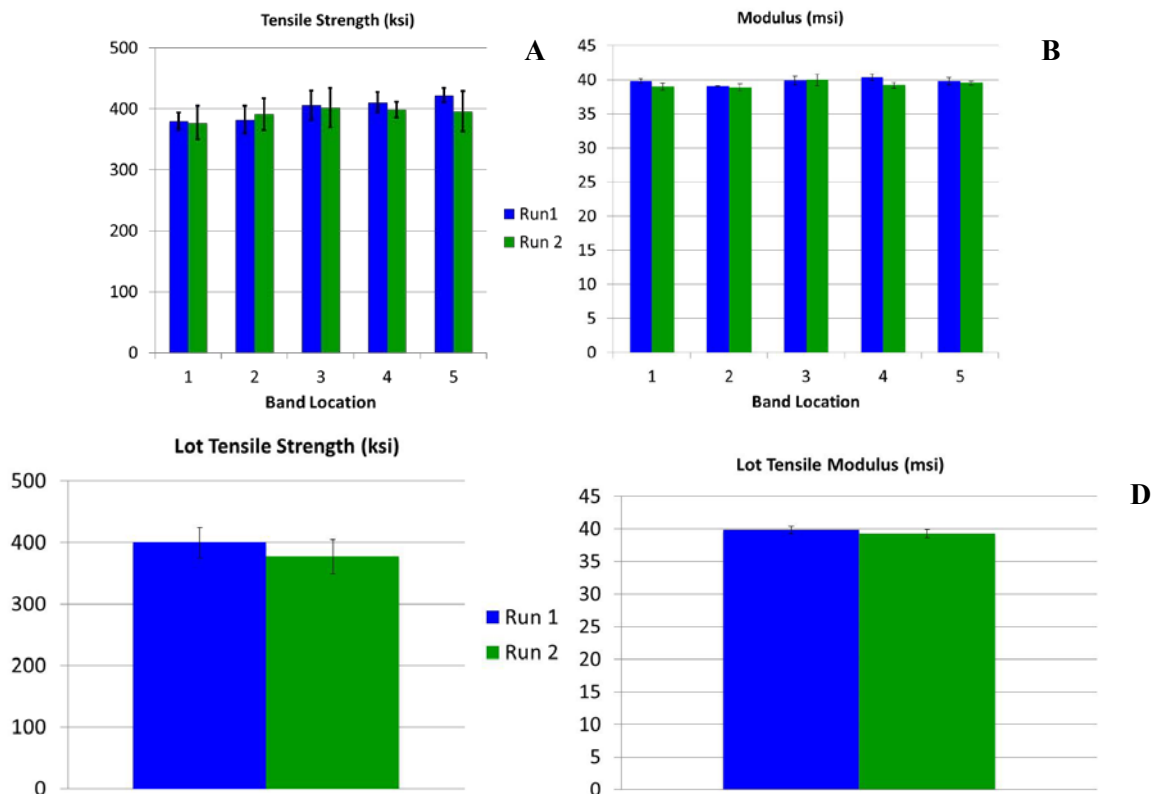 Tensile Strength (ksi)
A
500
400
300
200
100
0
1 2 3 4 5
Band Location
Run1
Run 2
Modulus (msi)
B
45
40
35
30
25
20
15
10
5
0
1 2 3 4 5
Band Location
Lot Tensile Strength (ksi)
500
400
300
200
100
0
Run 1
Run 2
Lot Tensile Modulus (msi)
D
45
40
35
30
25
20
15
10
5
0